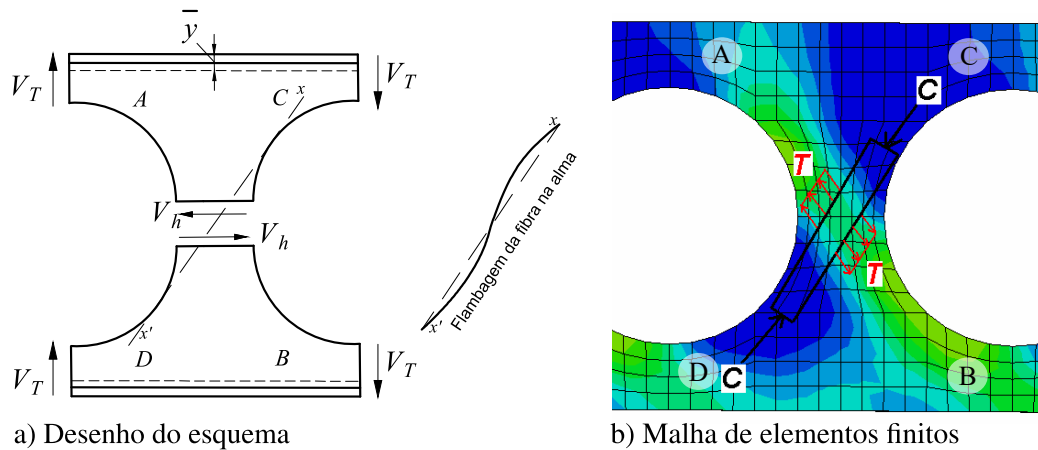 y
V_T
V_T
A
C
x
V_h
V_h
x'
D
B
V_T
V_T
x
x'
Flambagem da fibra na alma
A
C
C
T
T
D
C
B
a) Desenho do esquema
b) Malha de elementos finitos